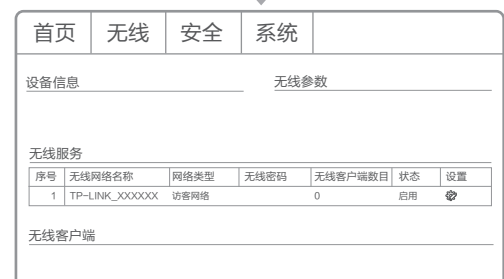 首页 无线 安全 系统
设备信息 无线参数
无线服务
序号 无线网络名称 网络类型 无线密码 无线客户端数目 状态 设置
1 TP-LINK_XXXXXX 访客网络 0 启用
无线客户端